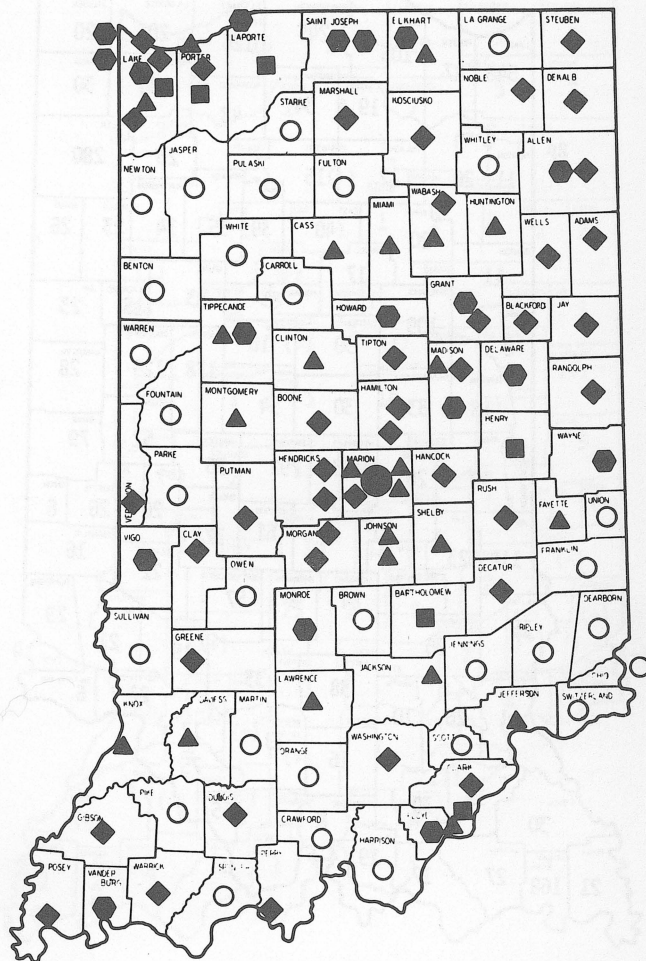 SAINT JOSEPH
ELKHART
LA GRANGE
STEUBEN
LAKE
PORTER
LAPORTE
NOBLE
DEKALB
STARKE
MARSHALL
KOSCIUSKO
WHITLEY
ALLEN
NEWTON
JASPER
PULASKI
FULTON
WABASH
HUNTINGTON
MIAMI
WELLS
ADAMS
WHITE
CASS
CARROLL
BENTON
GRANT
BLACKFORD
JAY
TIPPECANOE
HOWARD
WARREN
CLINTON
TIPTON
MADISON
DELAWARE
RANDOLPH
FOUNTAIN
MONTGOMERY
BOONE
HAMILTON
HENRY
WAYNE
PARKE
PUTMAN
HENDRICKS
MARION
HANCOCK
RUSH
FAYETTE
UNION
VIGO
CLAY
MORGAN
JOHNSON
SHELBY
FRANKLIN
OWEN
DECATUR
MONROE
BROWN
BARTHOLOMEW
DEARBORN
SULLIVAN
GREENE
RIPLEY
JENNINGS
JACKSON
OHIO
LAWRENCE
KNOX
MARTIN
JEFFERSON
SWITZERLAND
WASHINGTON
ORANGE
PIKE
DUBOIS
GIBSON
CRAWFORD
HARRISON
POSEY
VANDER
BURG
WARRICK